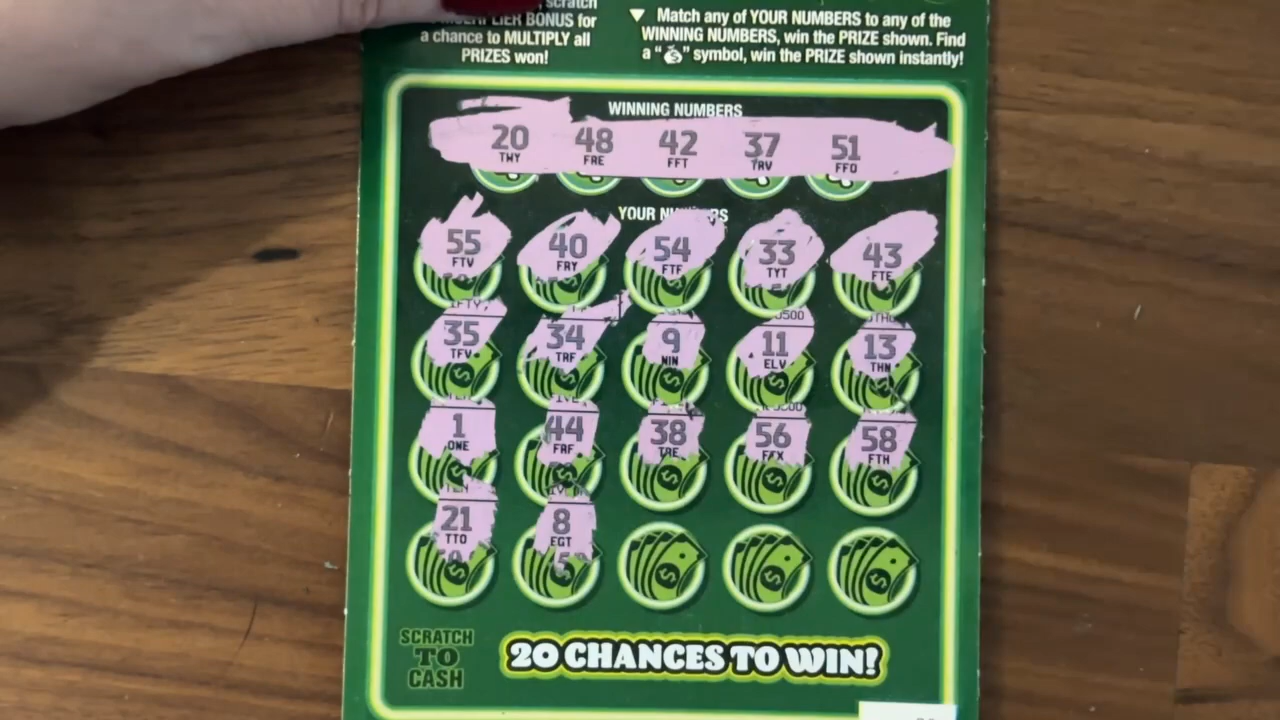 BONUS for
a chance to MULTIPLY all
PRIZES won!
Match any of YOUR NUMBERS to any of the
WINNING NUMBERS, win the PRIZE shown. Find
a “ ” symbol, win the PRIZE shown instantly!
WINNING NUMBERS
20 48 42 37 51
TWY FRE FFT TRV FFO
YOUR NUMBERS
55 40 54 33 43
FTV FRY FTF TYT FTE
35 34 9 11 13
TFV TRF NIN ELV THN
1 44 38 56 58
ONE FRF TRE FTX FTH
21 8
TTO EGT
SCRATCH
TO
CASH
20 CHANCES TO WIN!